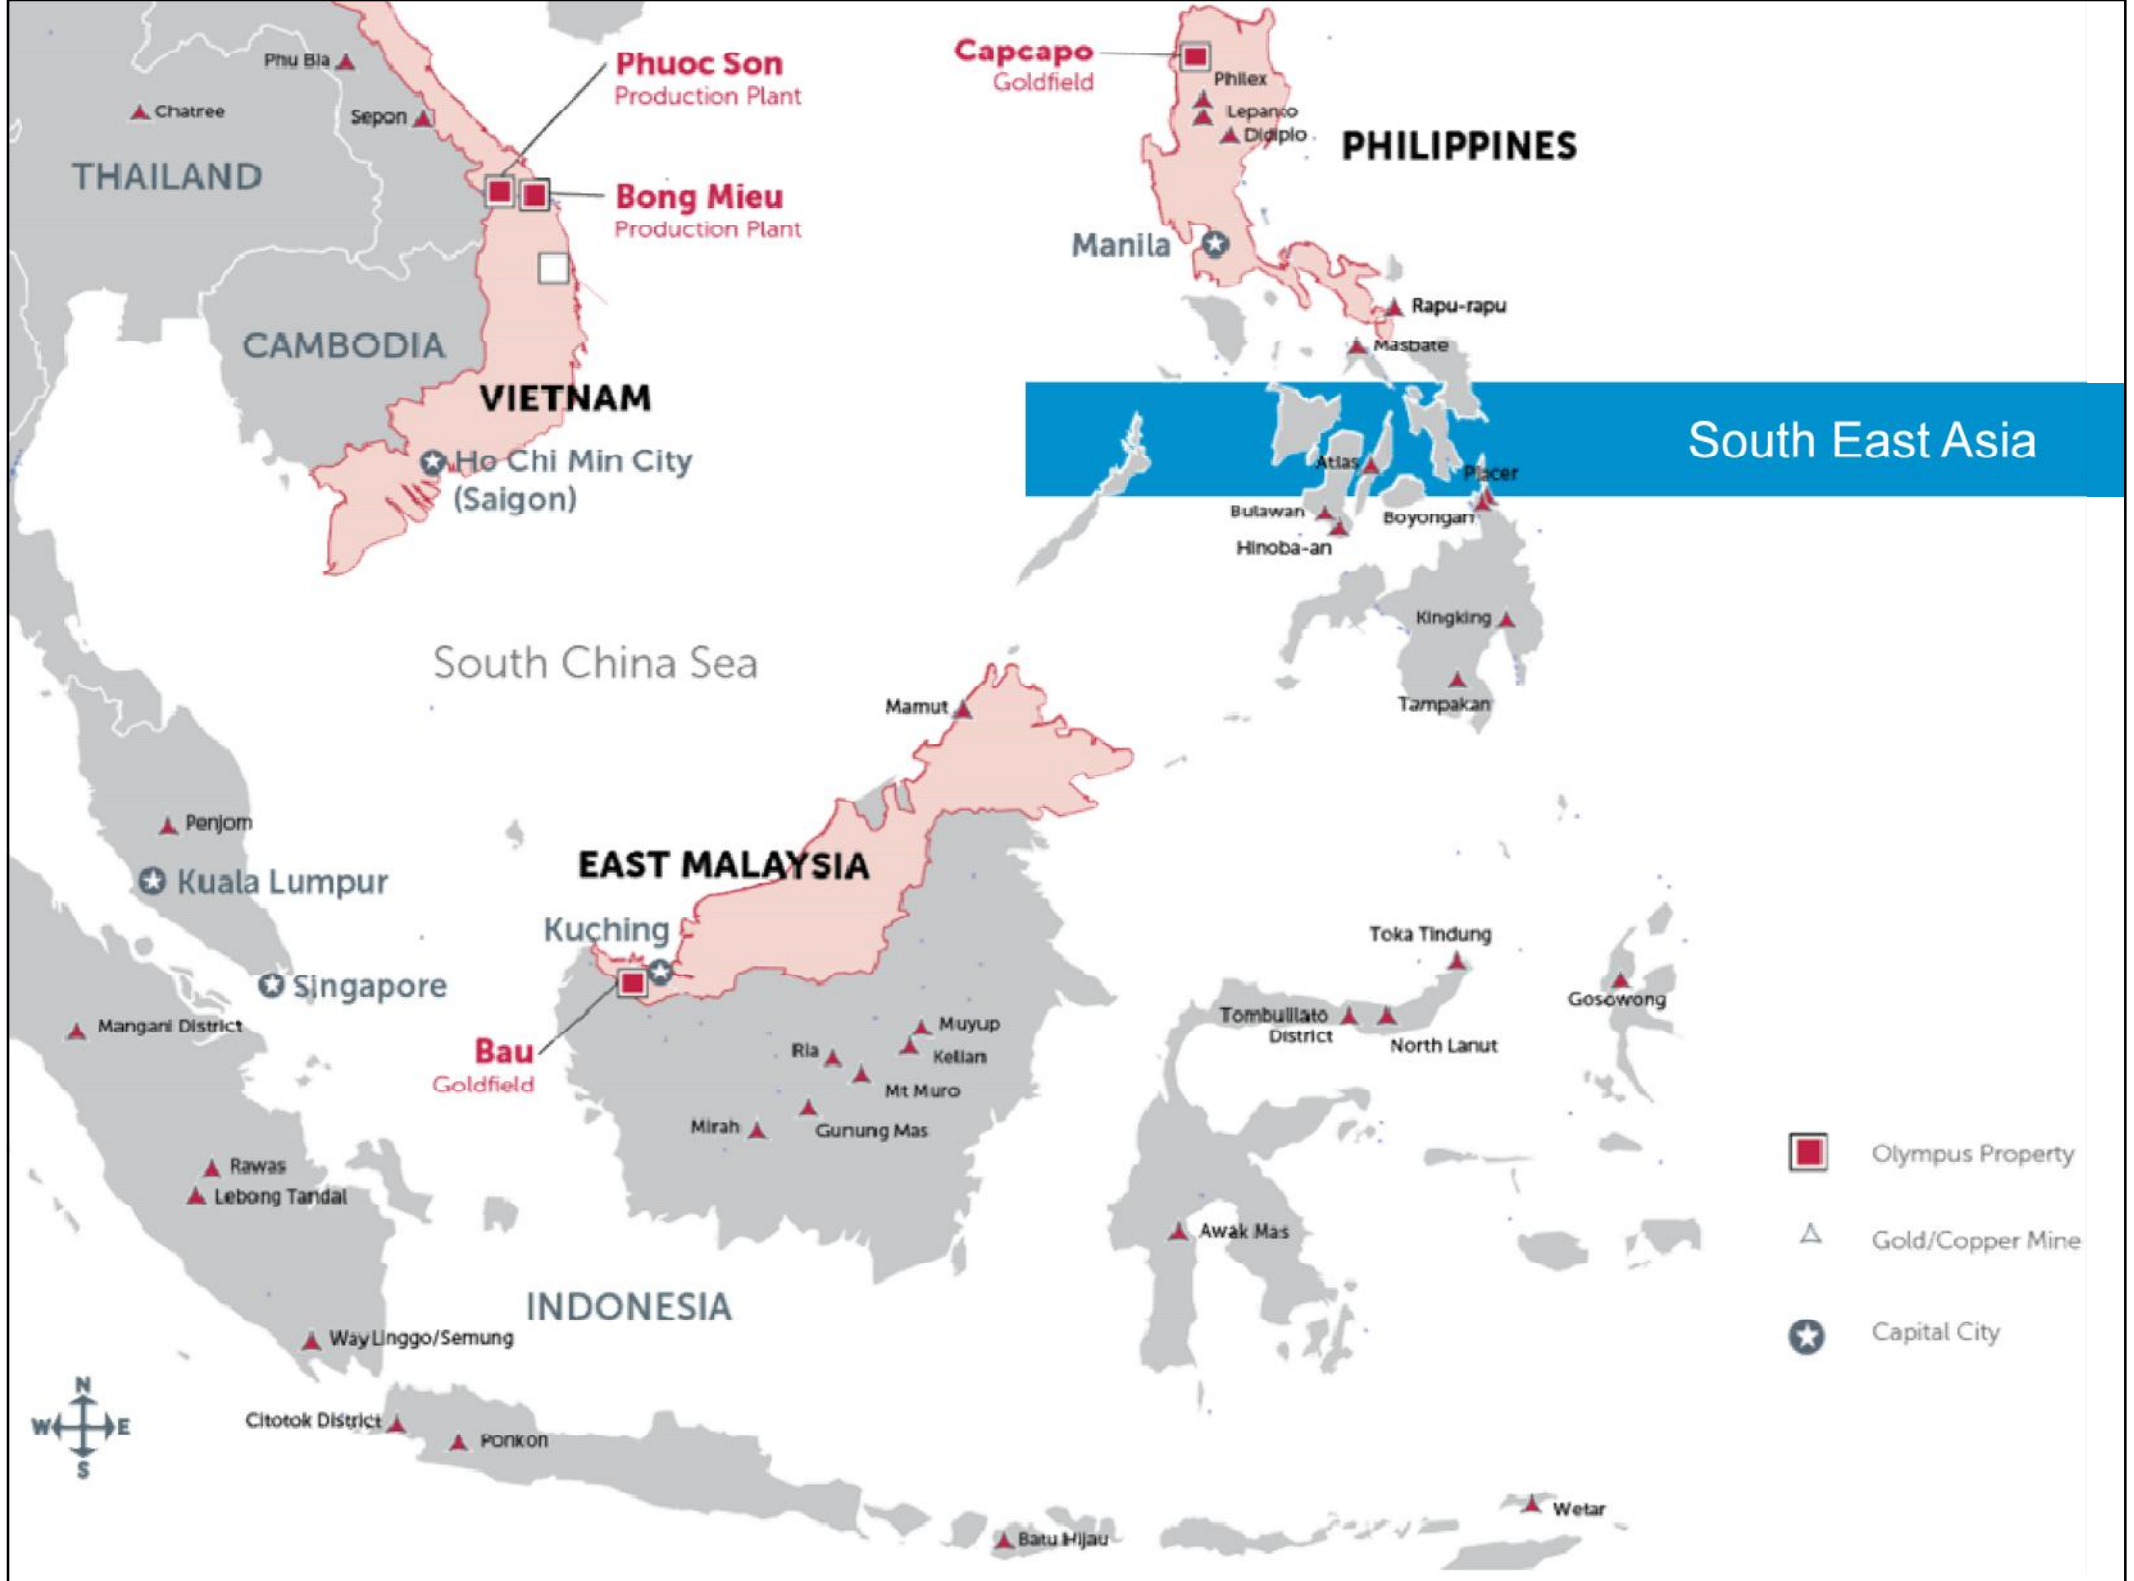 Phu Bia
Chatree
Sepon
THAILAND
Phuoc Son
Production Plant
Bong Mieu
Production Plant
CAMBODIA
VIETNAM
Ho Chi Min City
(Saigon)
Capcapo
Goldfield
Philex
Lepanto
Didipio
PHILIPPINES
Manila
Rapu-rapu
Masbate
South East Asia
Atlas
Placer
Bulawan
Boyongan
Hinoba-an
Kingking
Tampakan
South China Sea
Mamut
Penjom
Kuala Lumpur
EAST MALAYSIA
Kuching
Singapore
Mangani District
Bau
Goldfield
Toka Tindung
Gosowong
Tombulilato
District
North Lanut
Muyup
Ria
Kelian
Mt Muro
Mirah
Gunung Mas
Rawas
Lebong Tandal
Awak Mas
INDONESIA
Way Linggo/Semung
N
W E
S
Citotok District
Ponkon
Batu Hijau
Wetar
Olympus Property
Gold/Copper Mine
Capital City